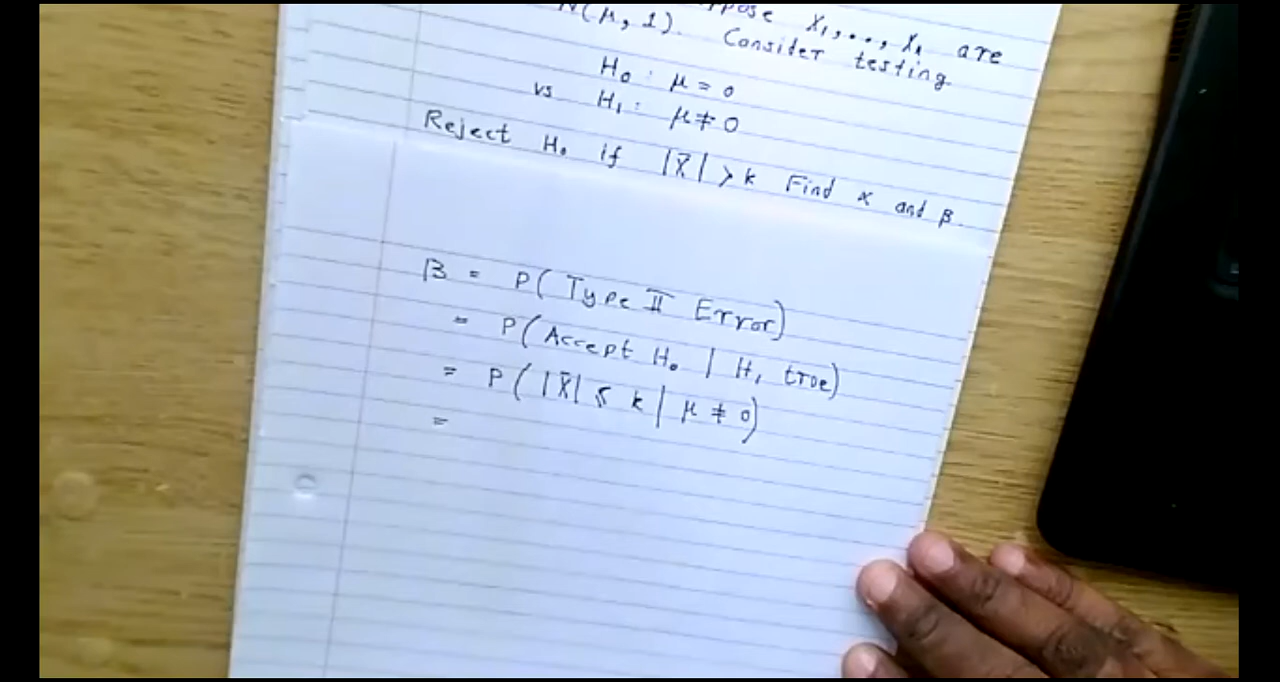 X₁,..., Xₙ are
N(μ, 1). Consider testing
H₀ : μ = 0
vs H₁ : μ ≠ 0
Reject H₀ if |X̄| > k Find α and β
β = P( Type II Error)
= P( Accept H₀ | H₁ true)
= P( |X̄| ≤ k | μ ≠ 0)
=